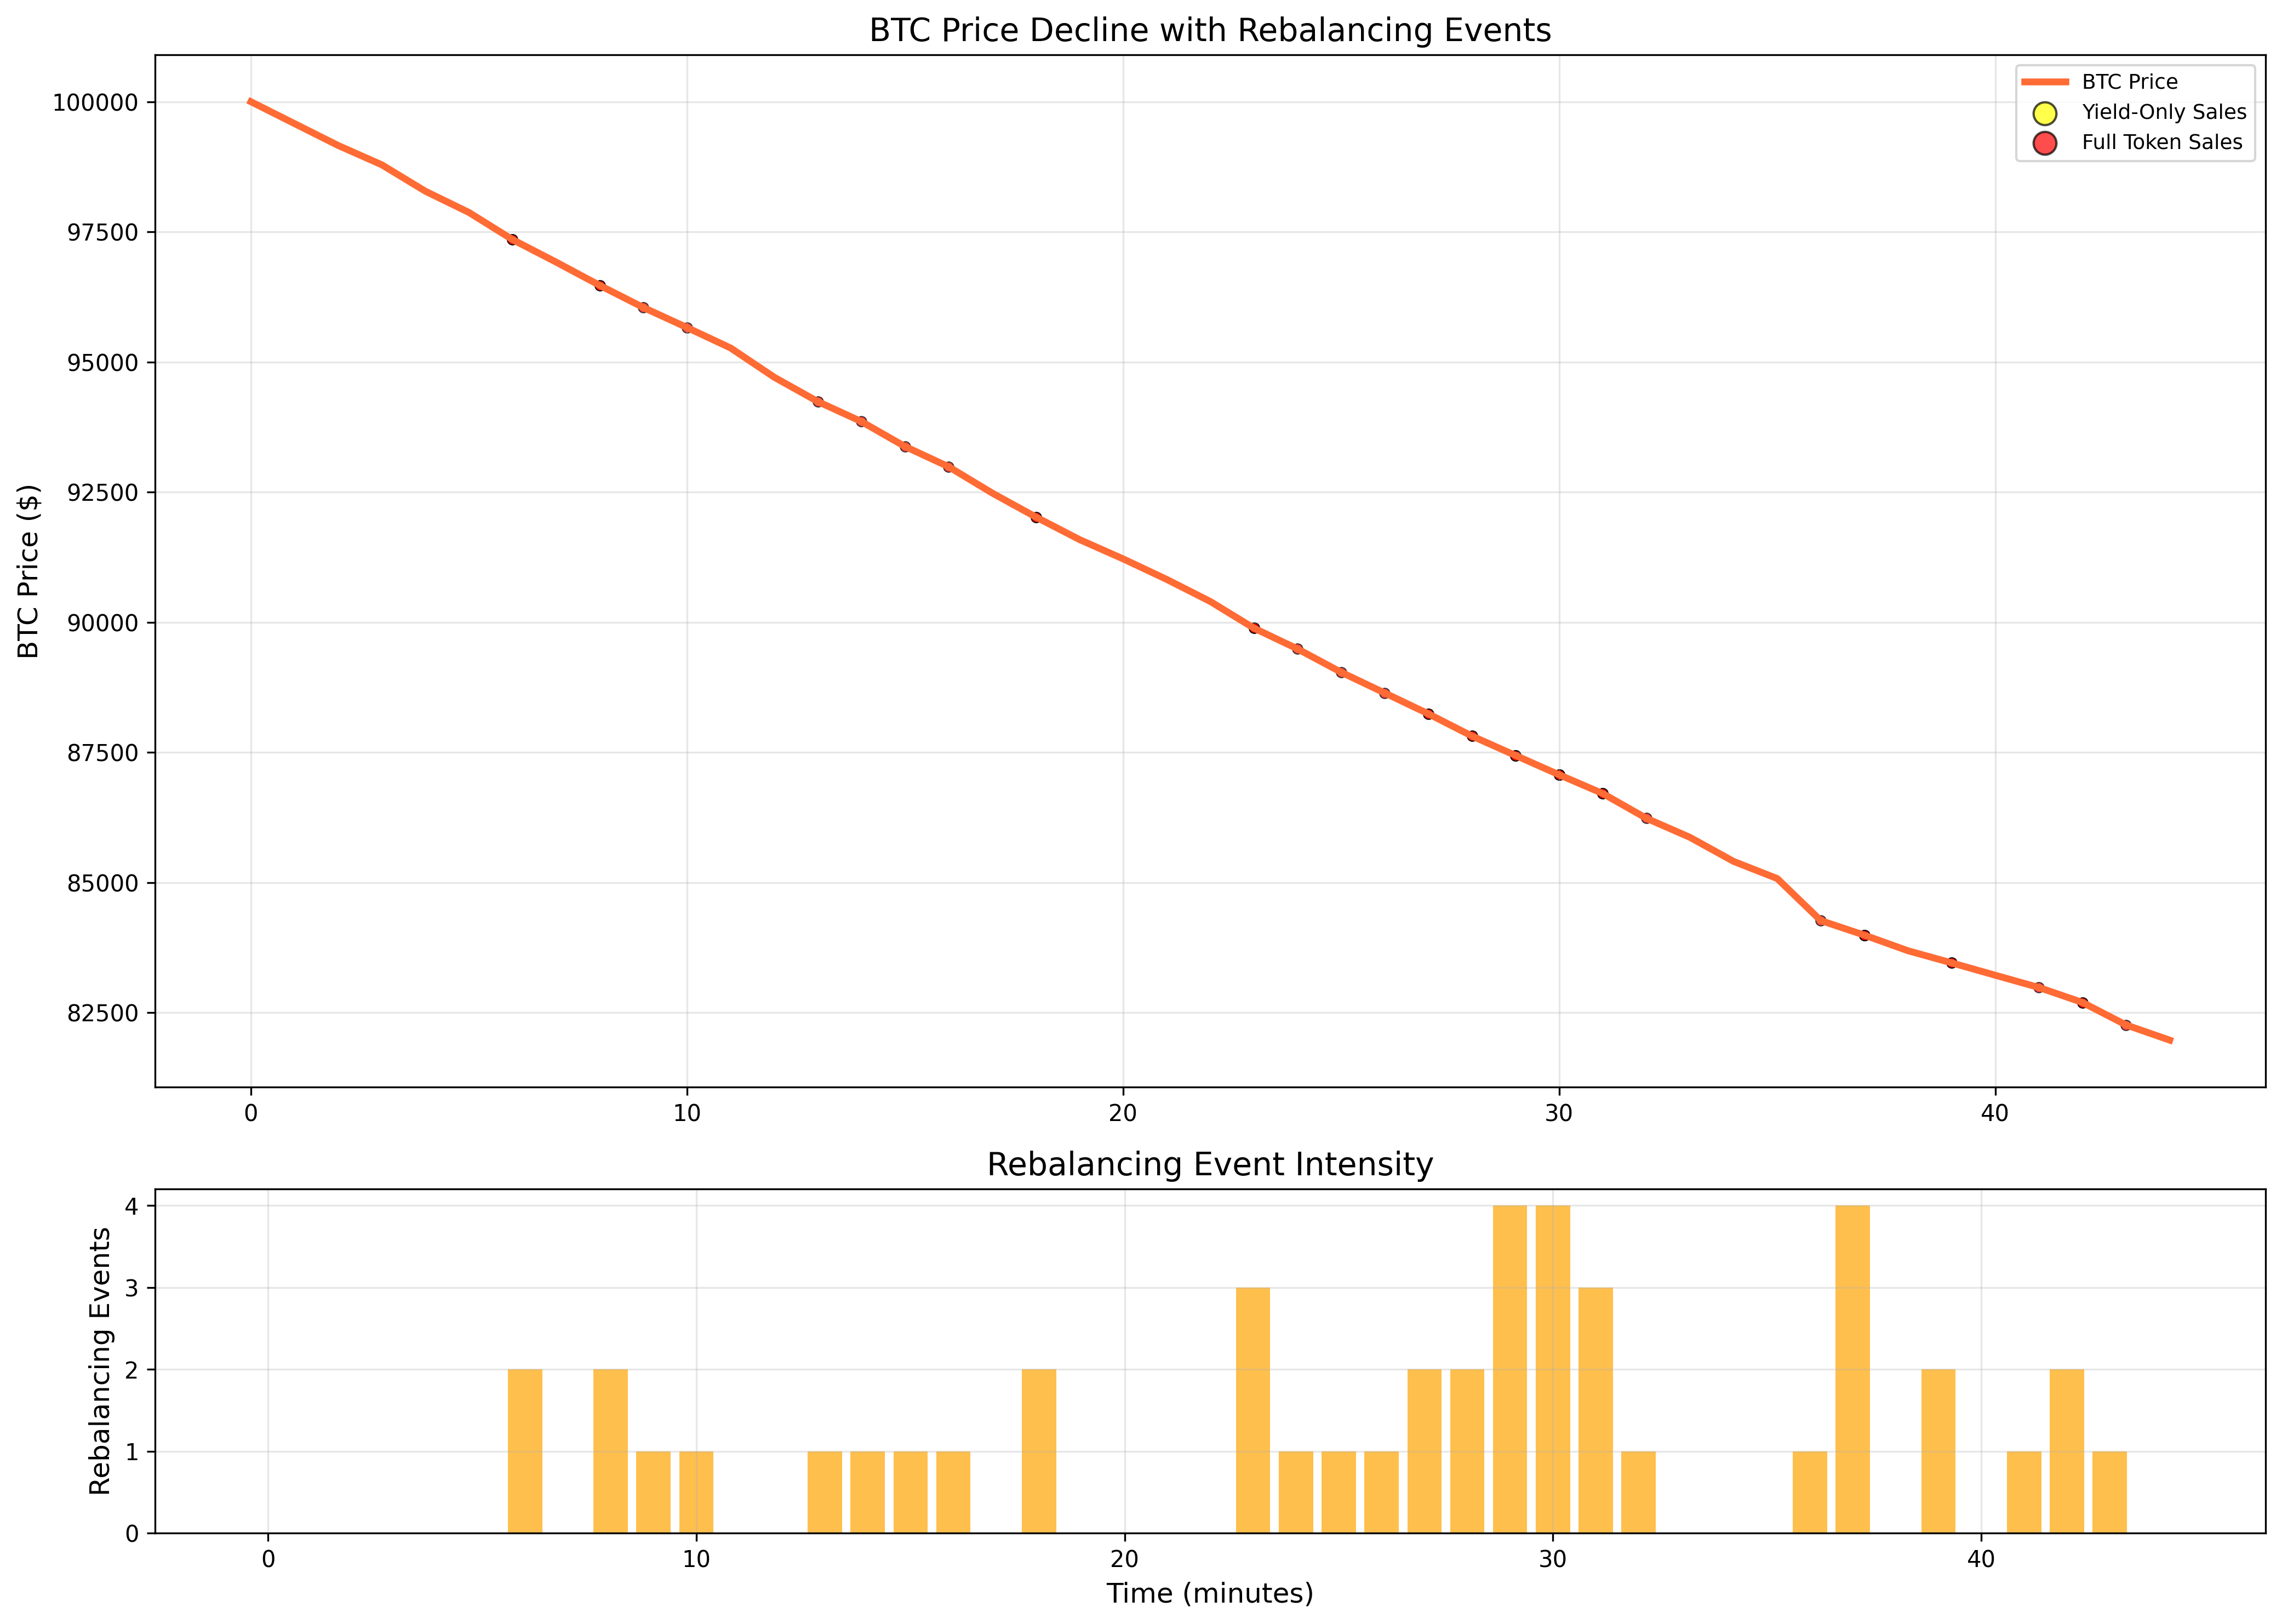 BTC Price Decline with Rebalancing Events
BTC Price
Yield-Only Sales
Full Token Sales
BTC Price ($)
100000
97500
95000
92500
90000
87500
85000
82500
0 10 20 30 40
Rebalancing Event Intensity
Rebalancing Events
4
3
2
1
0
0 10 20 30 40
Time (minutes)